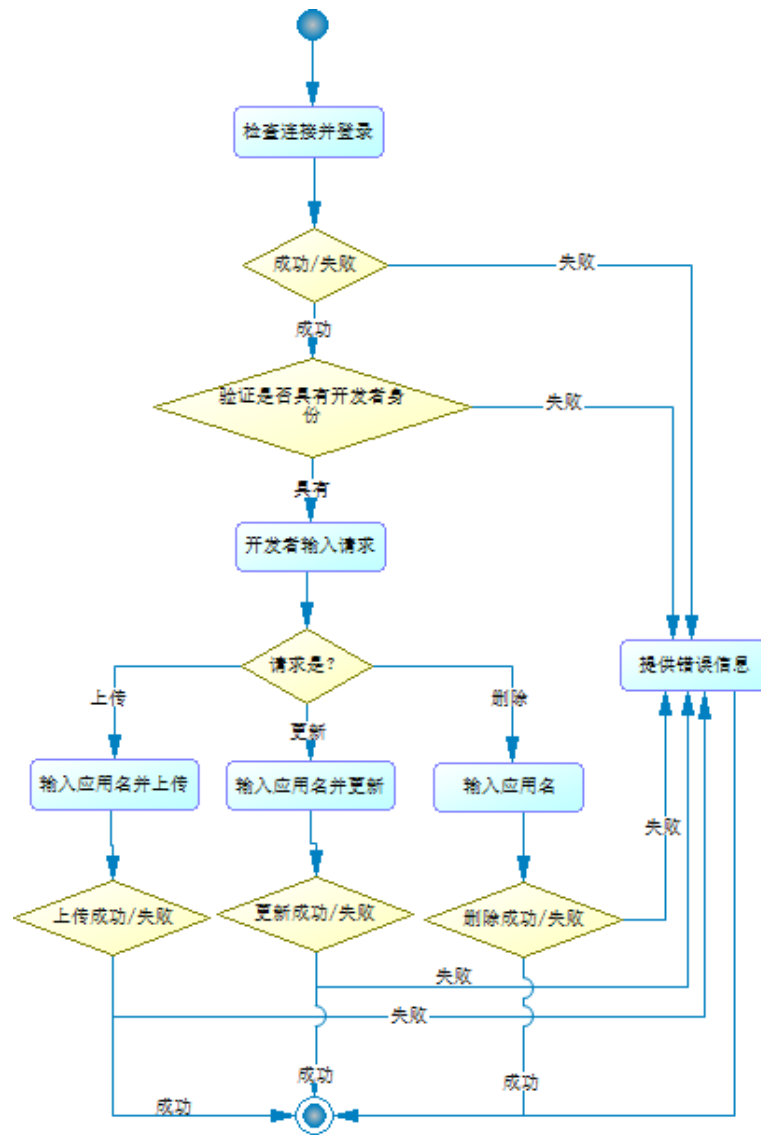 检查连接并登录
成功/失败
失败
成功
验证是否具有开发者身
份
失败
具有
开发者输入请求
请求是?
提供错误信息
上传
删除
更新
输入应用名并上传
输入应用名并更新
输入应用名
失败
上传成功/失败
更新成功/失败
删除成功/失败
失败
失败
成功
成功
成功